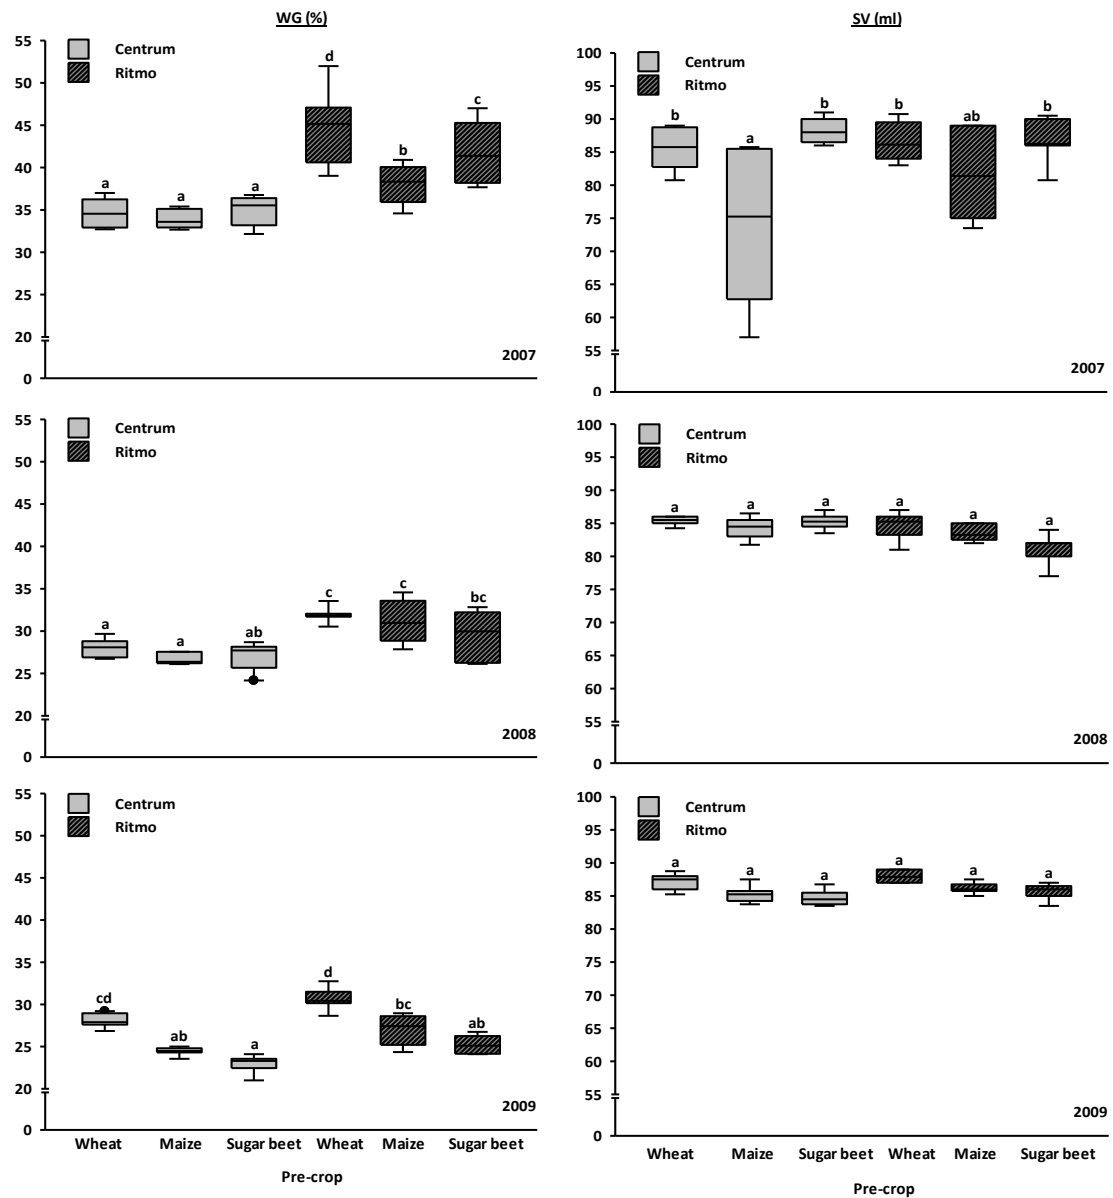 WG (%)
55
50
45
40
35
30
25
20
0
Centrum
Ritmo
a
a
a
d
b
c
2007
SV (ml)
100
95
90
85
80
75
70
65
60
55
0
Centrum
Ritmo
b
a
b
b
ab
b
2007
55
50
45
40
35
30
25
20
0
Centrum
Ritmo
a
a
ab
c
c
bc
2008
100
95
90
85
80
75
70
65
60
55
0
Centrum
Ritmo
a
a
a
a
a
a
2008
55
50
45
40
35
30
25
20
0
Centrum
Ritmo
cd
ab
a
d
bc
ab
2009
Wheat Maize Sugar beet Wheat Maize Sugar beet
Pre-crop
100
95
90
85
80
75
70
65
60
55
0
Centrum
Ritmo
a
a
a
a
a
a
2009
Wheat Maize Sugar beet Wheat Maize Sugar beet
Pre-crop